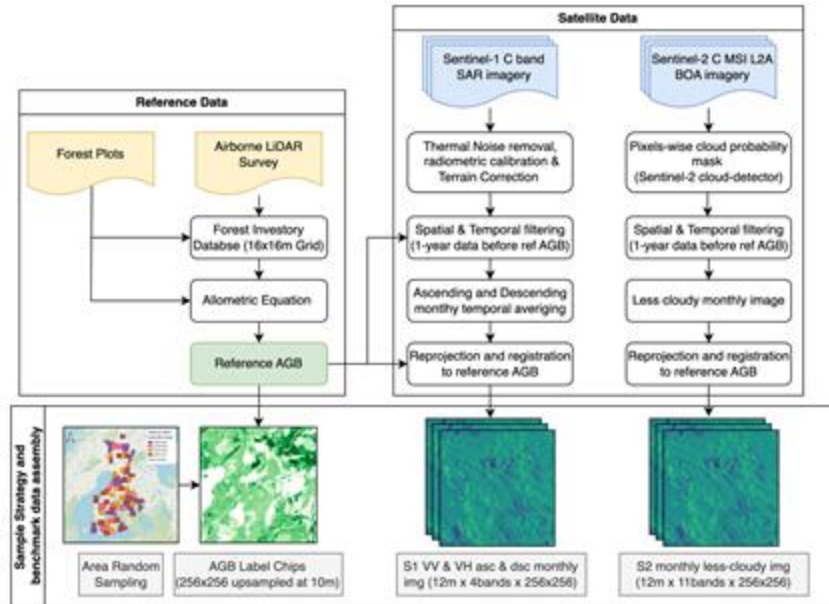 Satellite Data
Sentinel-1 C band
SAR imagery
Sentinel-2 C MSI L2A
BOA imagery
Reference Data
Forest Plots
Airborne LiDAR
Survey
Thermal Noise removal,
radiometric calibration &
Terrain Correction
Pixels-wise cloud probability
mask
(Sentinel-2 cloud-detector)
Forest Investory
Databse (16x16m Grid)
Spatial & Temporal filtering
(1-year data before ref AGB)
Spatial & Temporal filtering
(1-year data before ref AGB)
Allometric Equation
Ascending and Descending
montlhy temporal averiging
Less cloudy monthly image
Reference AGB
Reprojection and registration
to reference AGB
Reprojection and registration
to reference AGB
Sample Strategy and
benchmark data assembly
Area Random
Sampling
AGB Label Chips
(256x256 upsampled at 10m)
S1 VV & VH asc & dsc monthly
img (12m x 4bands x 256x256)
S2 monthly less-cloudy img
(12m x 11bands x 256x256)